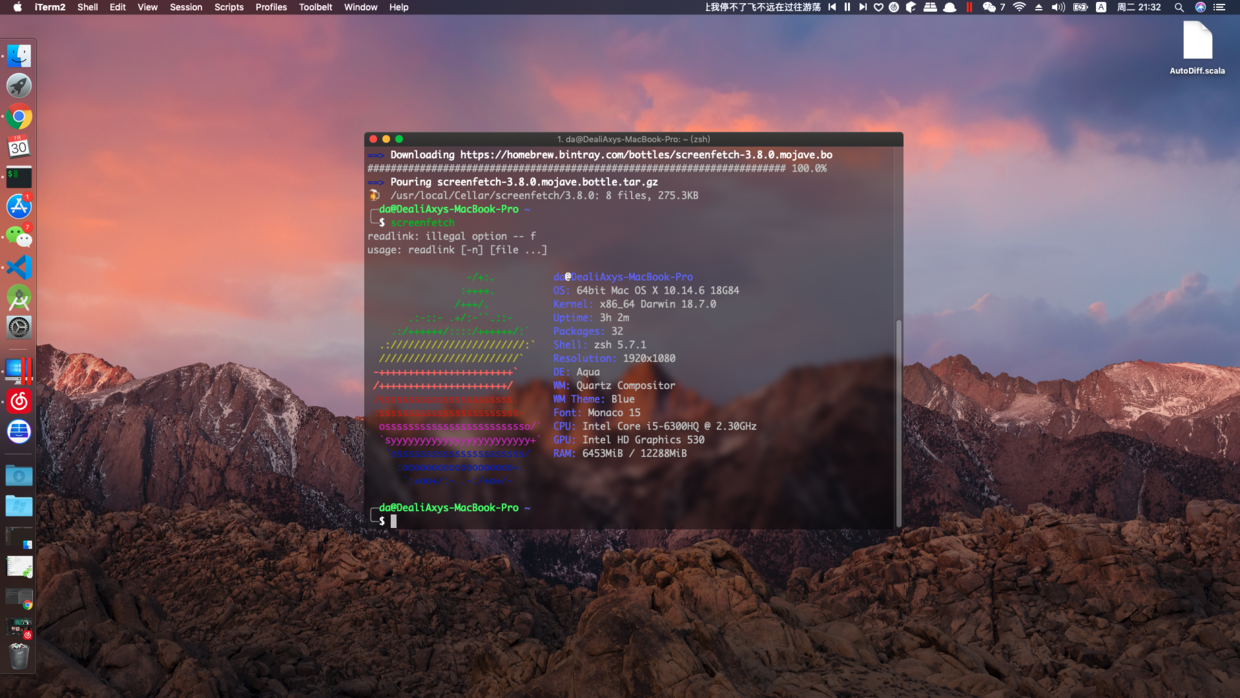 iTerm2 Shell Edit View Session Scripts Profiles Toolbelt Window Help
我停不了飞不远在过往游荡 7 A 周二 21:32
AutoDiff.scala
30
1. da@DealiAxys-MacBook-Pro: ~ (zsh)
==> Downloading https://homebrew.bintray.com/bottles/screenfetch-3.8.0.mojave.bo
######################################################################## 100.0%
==> Pouring screenfetch-3.8.0.mojave.bottle.tar.gz
🍺 /usr/local/Cellar/screenfetch/3.8.0: 8 files, 275.3KB
da@DealiAxys-MacBook-Pro ~
$ screenfetch
readlink: illegal option -- f
usage: readlink [-n] [file ...]
da@DealiAxys-MacBook-Pro
OS: 64bit Mac OS X 10.14.6 18G84
Kernel: x86_64 Darwin 18.7.0
Uptime: 3h 2m
Packages: 32
Shell: zsh 5.7.1
Resolution: 1920x1080
DE: Aqua
WM: Quartz Compositor
WM Theme: Blue
Font: Monaco 15
CPU: Intel Core i5-6300HQ @ 2.30GHz
GPU: Intel HD Graphics 530
RAM: 6453MiB / 12288MiB
da@DealiAxys-MacBook-Pro ~
$